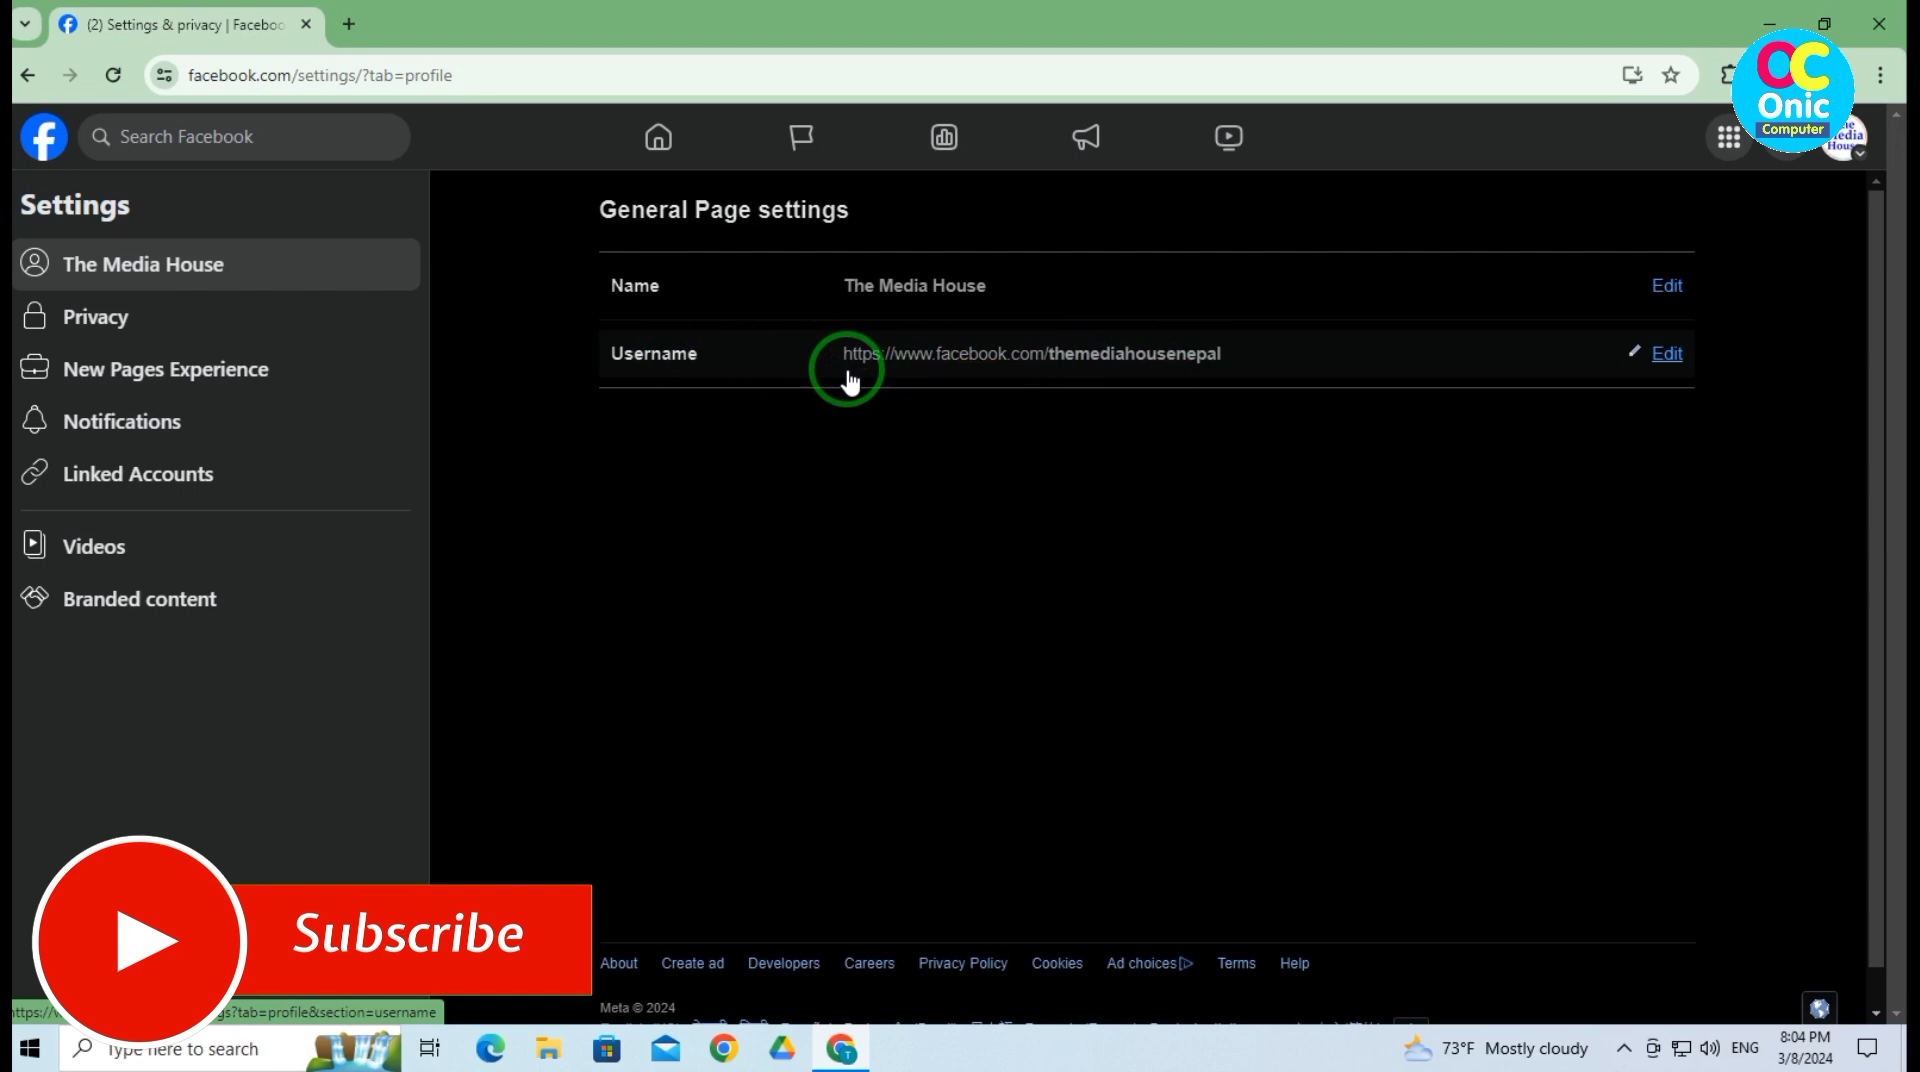 (2) Settings & privacy | Faceboo
facebook.com/settings/?tab=profile
OC
Onic
Computer
Search Facebook
edia
Hous
Settings
The Media House
Privacy
New Pages Experience
Notifications
Linked Accounts
Videos
Branded content
General Page settings
Name The Media House Edit
Username https://www.facebook.com/themediahousenepal Edit
Subscribe
About Create ad Developers Careers Privacy Policy Cookies Ad choices Terms Help
Meta © 2024
s?tab=profile&section=username
Type here to search
73°F Mostly cloudy ENG
8:04 PM
3/8/2024